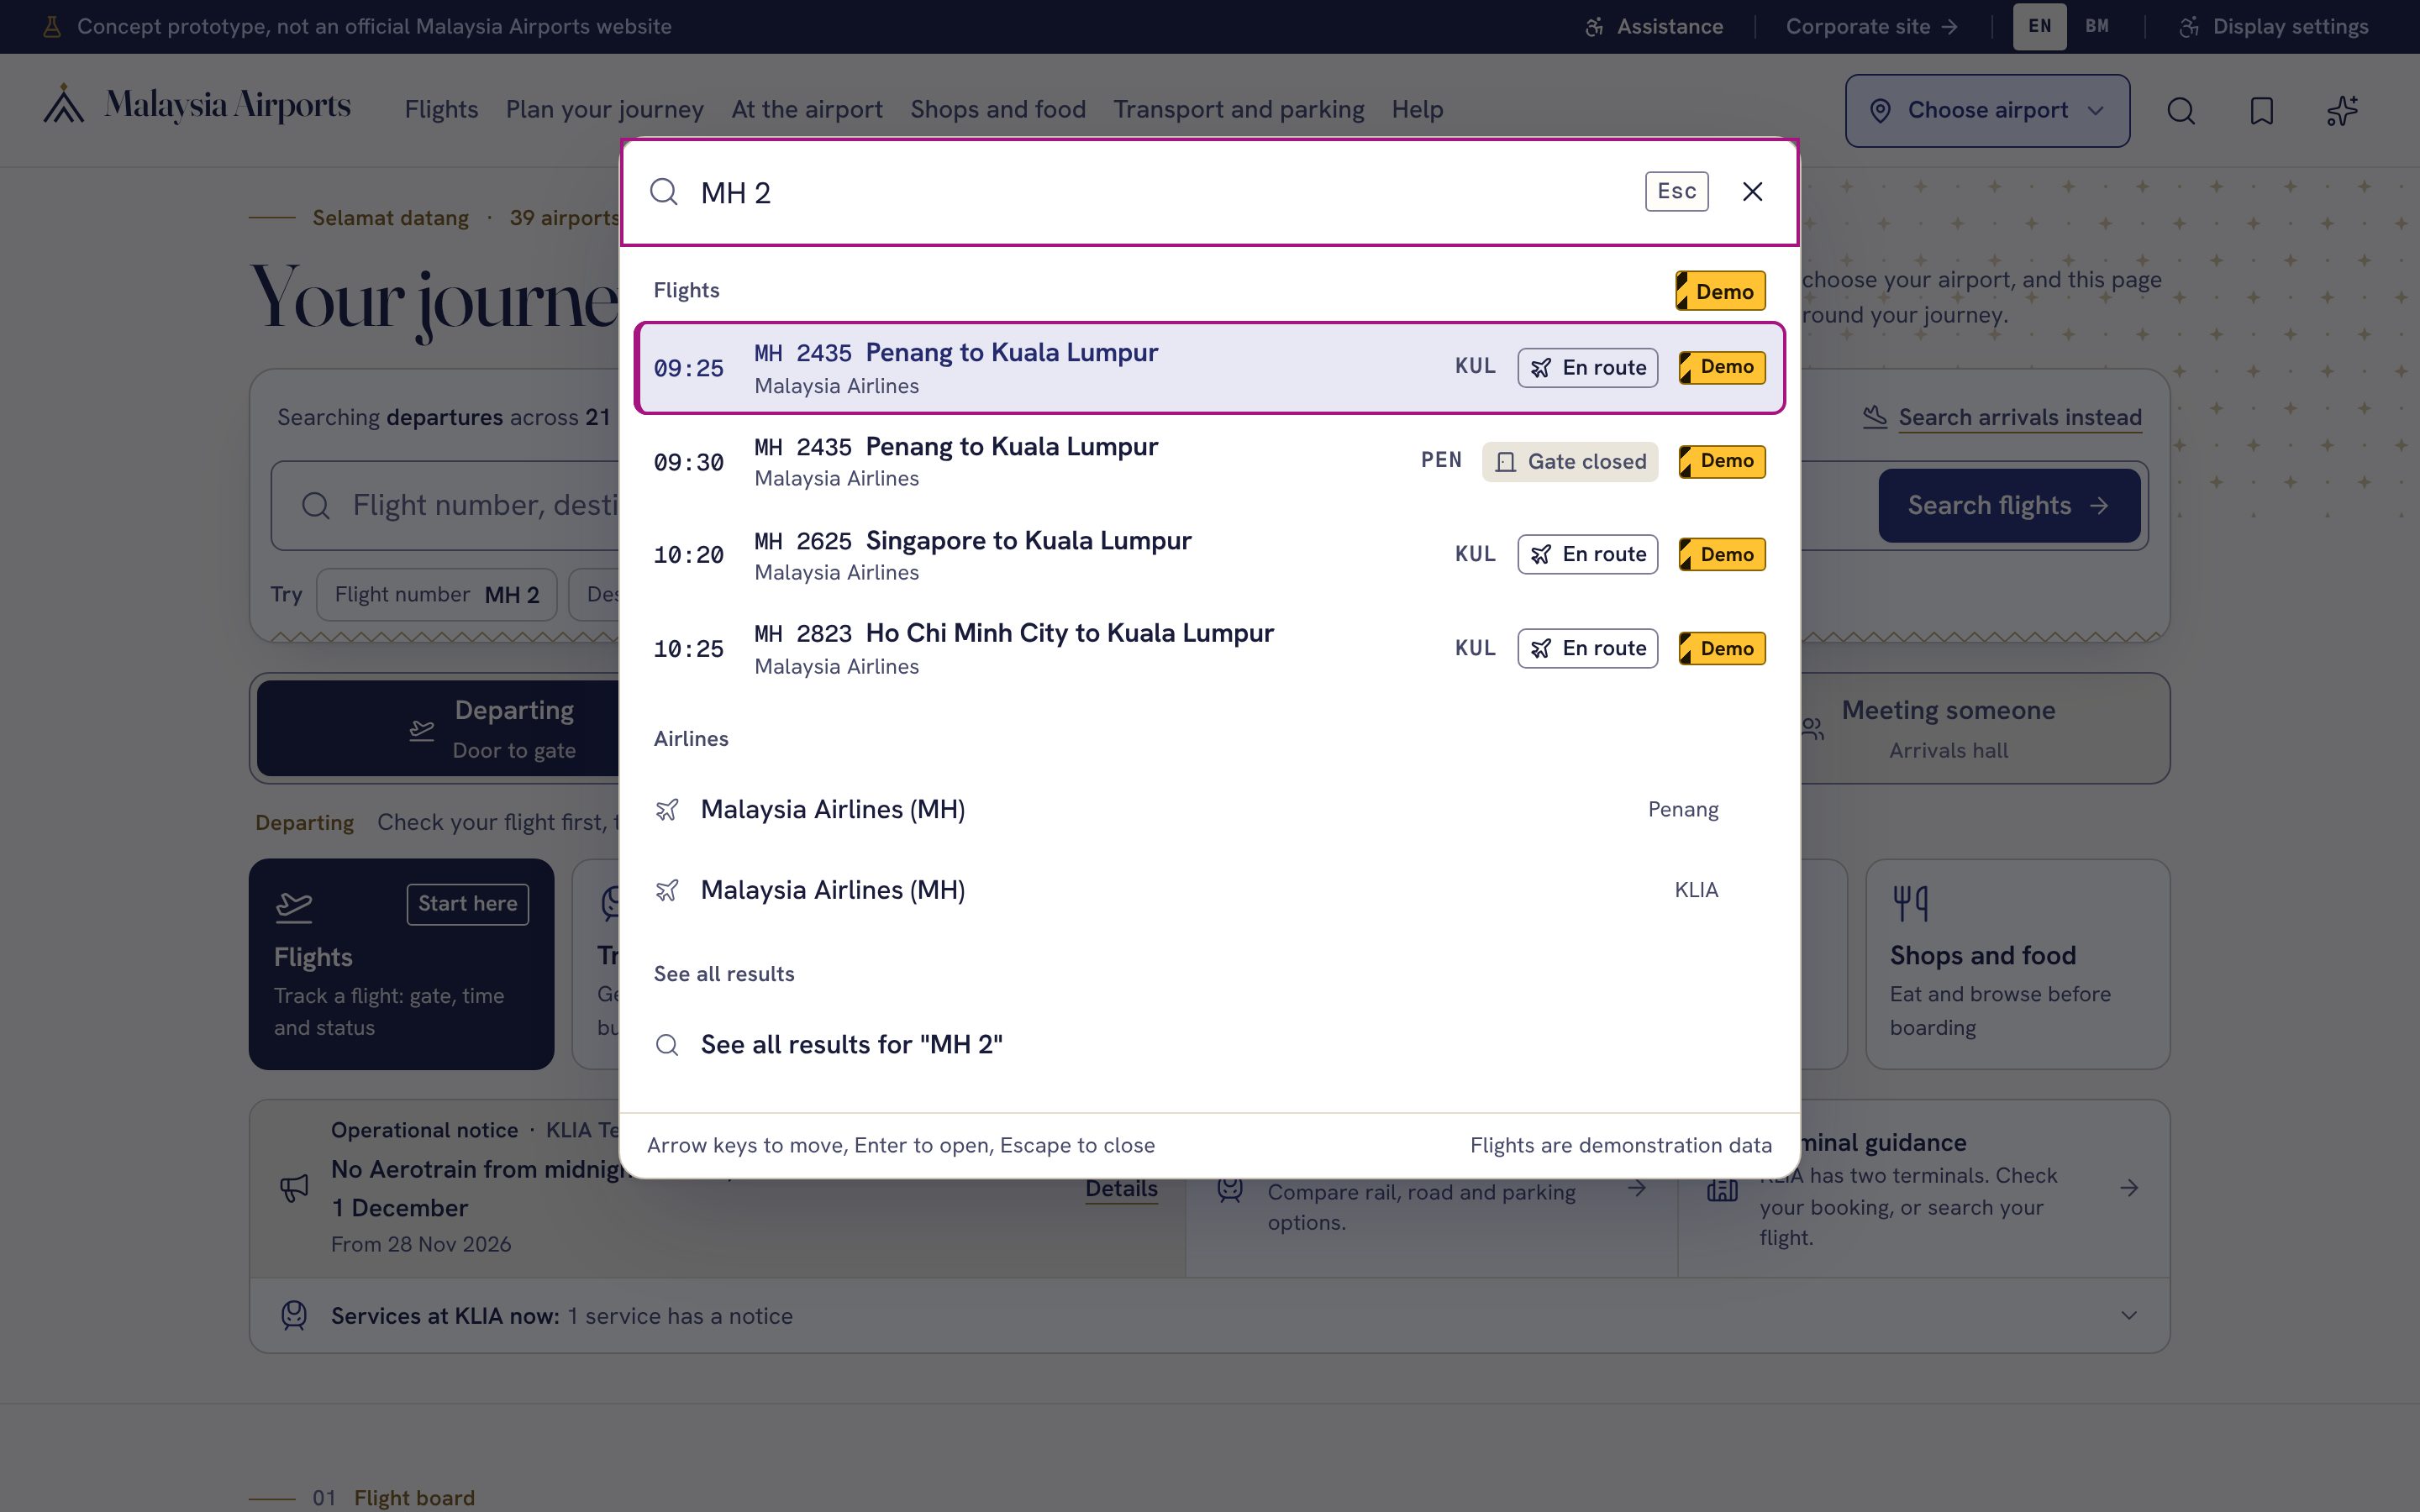 Concept prototype, not an official Malaysia Airports website
Assistance
Corporate site
EN
BM
Display settings
Malaysia Airports
Flights
Plan your journey
At the airport
Shops and food
Transport and parking
Help
Choose airport
MH 2
Esc
Selamat datang · 39 airports
Your journe
choose your airport, and this page
round your journey.
Flights
Demo
09:25
MH 2435 Penang to Kuala Lumpur
Malaysia Airlines
KUL
En route
Demo
09:30
MH 2435 Penang to Kuala Lumpur
Malaysia Airlines
PEN
Gate closed
Demo
10:20
MH 2625 Singapore to Kuala Lumpur
Malaysia Airlines
KUL
En route
Demo
10:25
MH 2823 Ho Chi Minh City to Kuala Lumpur
Malaysia Airlines
KUL
En route
Demo
Airlines
Malaysia Airlines (MH)
Penang
Malaysia Airlines (MH)
KLIA
See all results
See all results for "MH 2"
Arrow keys to move, Enter to open, Escape to close
Flights are demonstration data
Searching departures across 21
Search arrivals instead
Flight number, desti
Search flights
Try
Flight number MH 2
Des
Departing
Door to gate
Meeting someone
Arrivals hall
Departing
Check your flight first,
Start here
Flights
Track a flight: gate, time
and status
Tr
Ge
bu
Shops and food
Eat and browse before
boarding
Operational notice · KLIA Te
No Aerotrain from midnigh
1 December
From 28 Nov 2026
Details
Compare rail, road and parking
options.
minal guidance
KLIA has two terminals. Check
your booking, or search your
flight.
Services at KLIA now: 1 service has a notice
01 Flight board